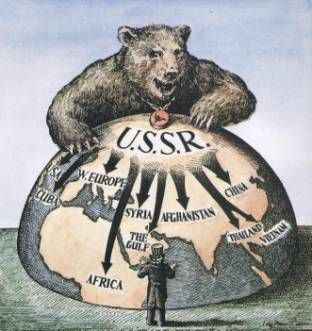 U.S.S.R.
U.S.
CUBA
W. EUROPE
SYRIA
THE
GULF
AFGHANISTAN
CHINA
THAILAND
VIETNAM
AFRICA